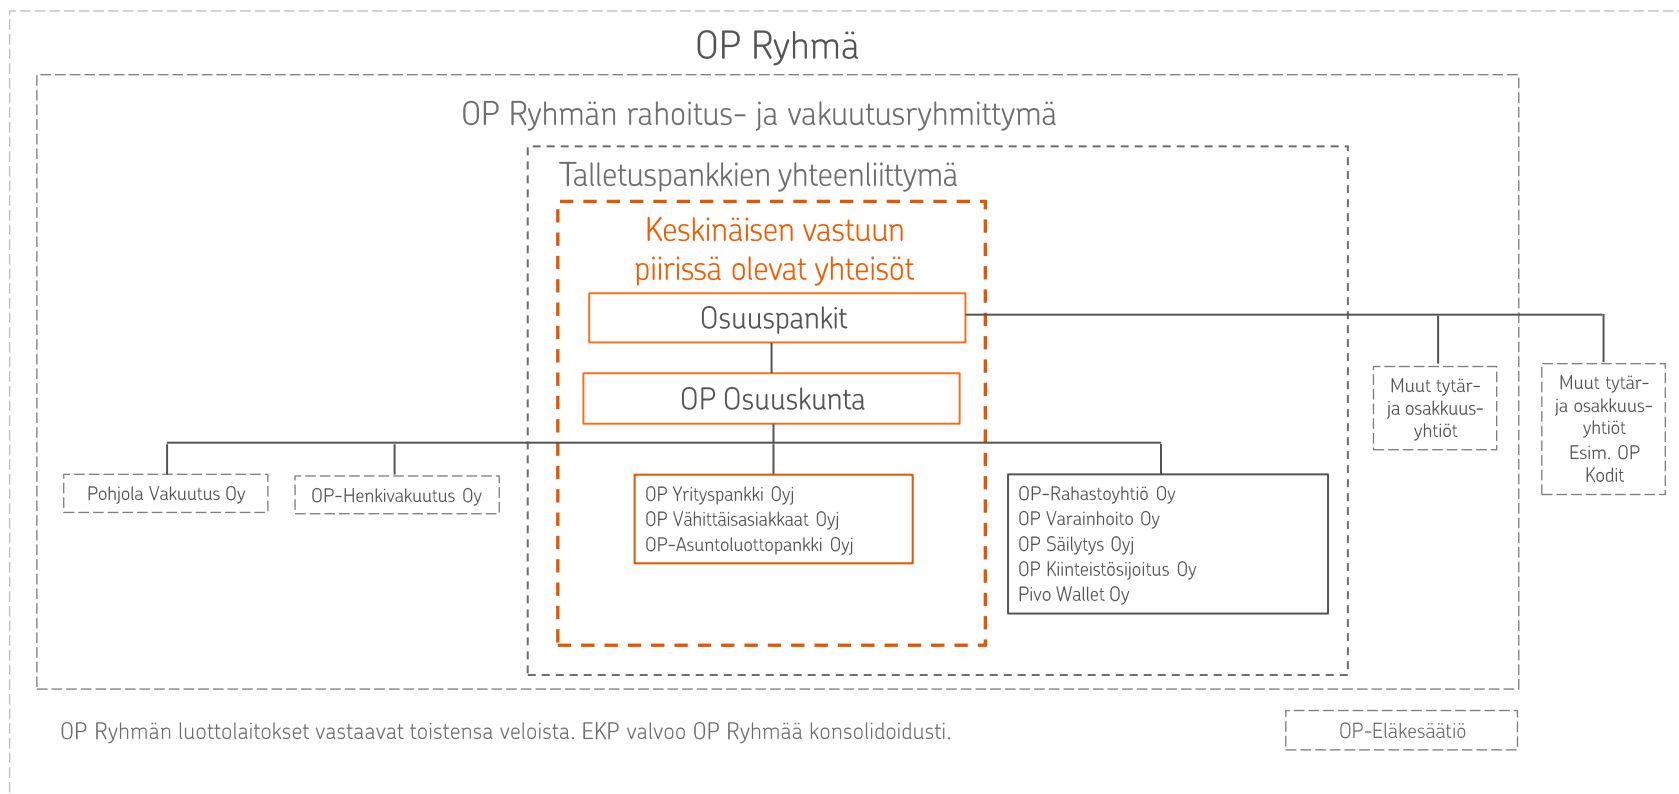 OP Ryhmä
OP Ryhmän rahoitus- ja vakuutusryhmittymä
Talletuspankkien yhteenliittymä
Keskinäisen vastuun
piirissä olevat yhteisöt
Osuuspankit
OP Osuuskunta
Pohjola Vakuutus Oy
OP-Henkivakuutus Oy
OP Yrityspankki Oyj
OP Vähittäisasiakkaat Oyj
OP-Asuntoluottopankki Oyj
OP-Rahastoyhtiö Oy
OP Varainhoito Oy
OP Säilytys Oyj
OP Kiinteistösijoitus Oy
Pivo Wallet Oy
Muut tytär-
ja osakkuus-
yhtiöt
Muut tytär-
ja osakkuus-
yhtiöt
Esim. OP
Kodit
OP Ryhmän luottolaitokset vastaavat toistensa veloista. EKP valvoo OP Ryhmää konsolidoidusti.
OP-Eläkesäätiö